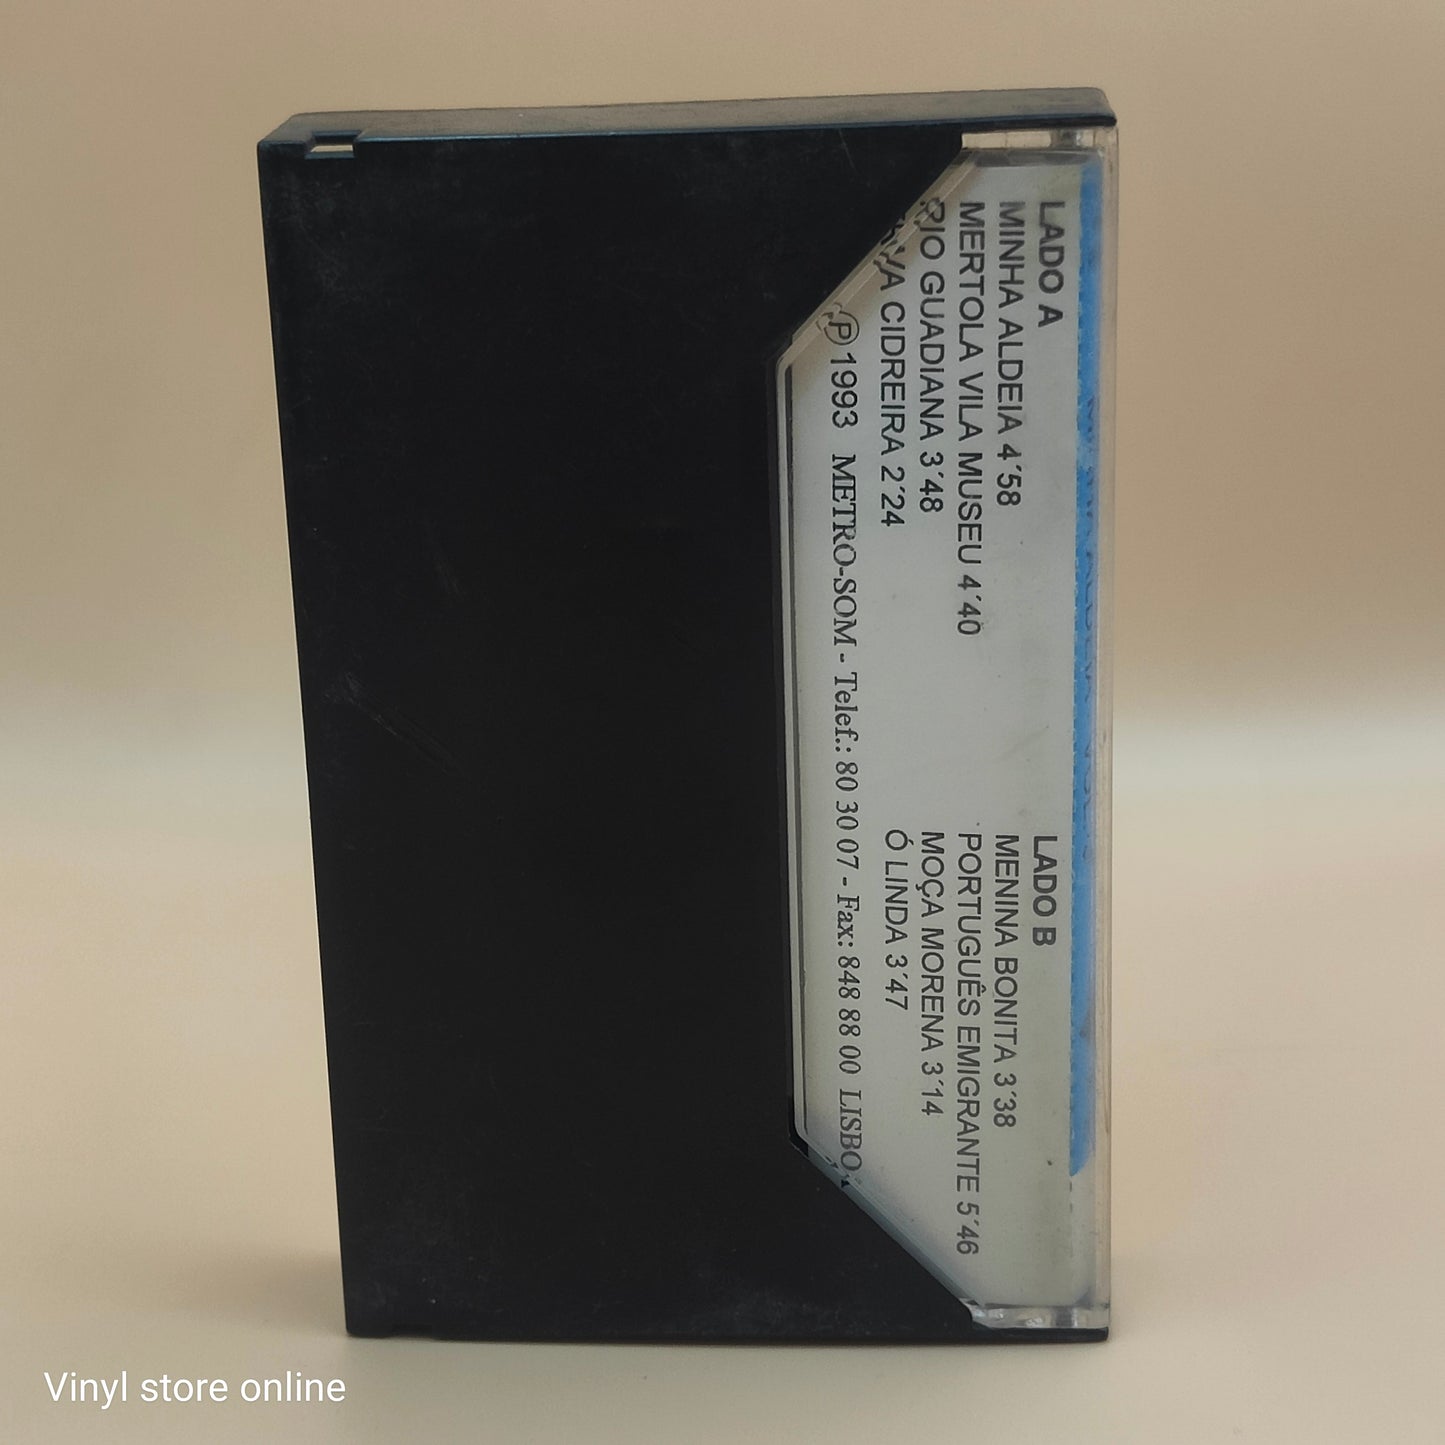 LADO A
MINHA ALDEIA 4´58
MERTOLA VILA MUSEU 4´40
RIO GUADIANA 3´48
CIDREIRA 2´24
LADO B
MENINA BONITA 3´38
PORTUGUÊS EMIGRANTE 5´46
MOÇA MORENA 3´14
Ó LINDA 3´47
Ⓟ 1993 METRO-SOM - Telef.: 80 30 07 - Fax: 848 88 00 LISBOA
Vinyl store online